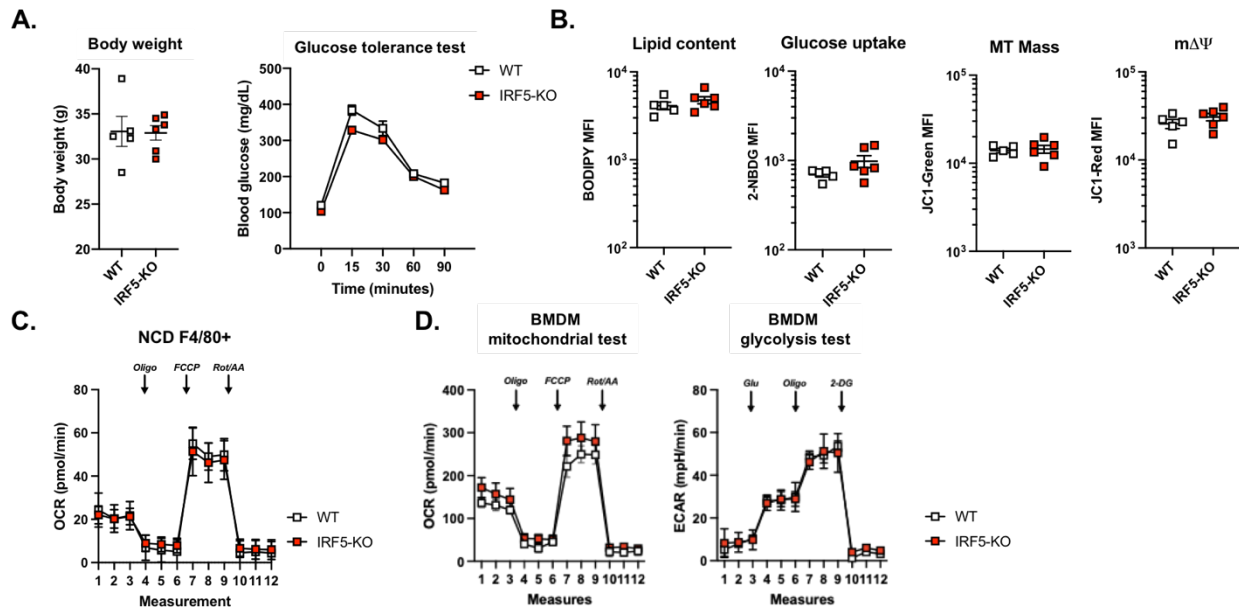 A.
Body weight
Body weight (g)
40
35
30
25
20
WT
IRF5-KO
Glucose tolerance test
Blood glucose (mg/dL)
500
400
300
200
100
0
0 15 30 60 90
Time (minutes)
WT
IRF5-KO
B.
Lipid content
BODIPY MFI
10⁴
10³
10²
WT
IRF5-KO
Glucose uptake
2-NBDG MFI
10⁴
10³
10²
WT
IRF5-KO
MT Mass
JC1-Green MFI
10⁵
10⁴
10³
WT
IRF5-KO
mΔΨ
JC1-Red MFI
10⁵
10⁴
10³
WT
IRF5-KO
C.
NCD F4/80+
Oligo FCCP Rot/AA
OCR (pmol/min)
80
60
40
20
0
1 2 3 4 5 6 7 8 9 10 11 12
Measurement
WT
IRF5-KO
D.
BMDM
mitochondrial test
Oligo FCCP Rot/AA
OCR (pmol/min)
400
300
200
100
0
1 2 3 4 5 6 7 8 9 10 11 12
Measures
BMDM
glycolysis test
Glu Oligo 2-DG
ECAR (mpH/min)
80
60
40
20
0
1 2 3 4 5 6 7 8 9 10 11 12
Measures
WT
IRF5-KO